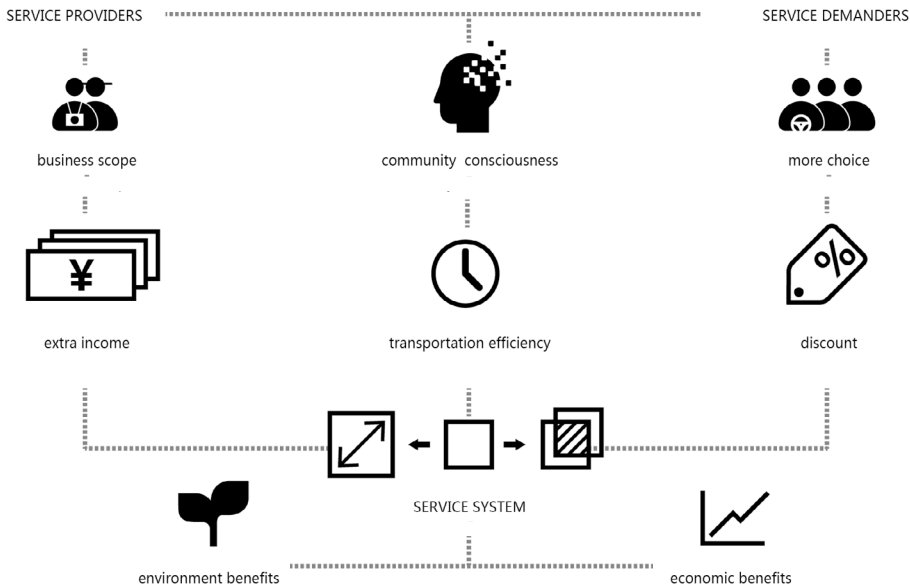 SERVICE PROVIDERS
SERVICE DEMANDERS
business scope
community consciousness
more choice
¥
%
extra income
transportation efficiency
discount
SERVICE SYSTEM
environment benefits
economic benefits